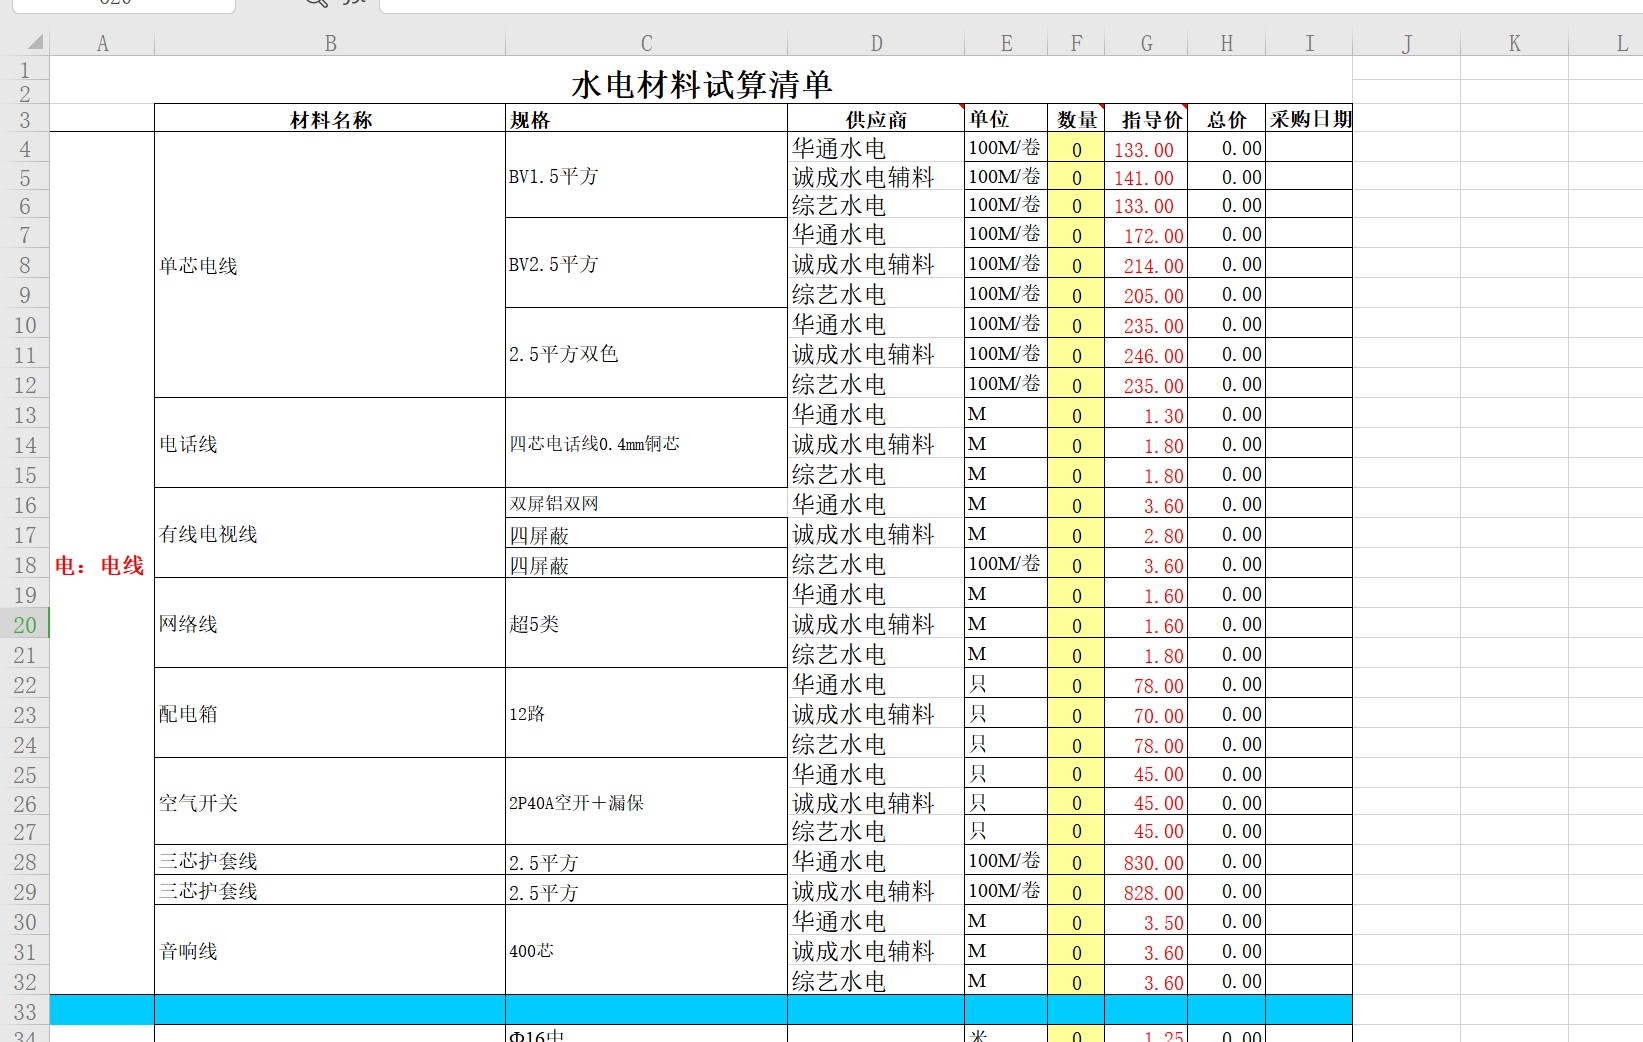 A B C D E F G H I J K L
1 水电材料试算清单
2
3 材料名称 规格 供应商 单位 数量 指导价 总价 采购日期
4 华通水电 100M/卷 0 133.00 0.00
5 BV1.5平方 诚成水电辅料 100M/卷 0 141.00 0.00
6 综艺水电 100M/卷 0 133.00 0.00
7 华通水电 100M/卷 0 172.00 0.00
8 单芯电线 BV2.5平方 诚成水电辅料 100M/卷 0 214.00 0.00
9 综艺水电 100M/卷 0 205.00 0.00
10 华通水电 100M/卷 0 235.00 0.00
11 2.5平方双色 诚成水电辅料 100M/卷 0 246.00 0.00
12 综艺水电 100M/卷 0 235.00 0.00
13 华通水电 M 0 1.30 0.00
14 电话线 四芯电话线0.4mm铜芯 诚成水电辅料 M 0 1.80 0.00
15 综艺水电 M 0 1.80 0.00
16 双屏铝双网 华通水电 M 0 3.60 0.00
17 有线电视线 四屏蔽 诚成水电辅料 M 0 2.80 0.00
18 电：电线 四屏蔽 综艺水电 100M/卷 0 3.60 0.00
19 华通水电 M 0 1.60 0.00
20 网络线 超5类 诚成水电辅料 M 0 1.60 0.00
21 综艺水电 M 0 1.80 0.00
22 华通水电 只 0 78.00 0.00
23 配电箱 12路 诚成水电辅料 只 0 70.00 0.00
24 综艺水电 只 0 78.00 0.00
25 华通水电 只 0 45.00 0.00
26 空气开关 2P40A空开＋漏保 诚成水电辅料 只 0 45.00 0.00
27 综艺水电 只 0 45.00 0.00
28 三芯护套线 2.5平方 华通水电 100M/卷 0 830.00 0.00
29 三芯护套线 2.5平方 诚成水电辅料 100M/卷 0 828.00 0.00
30 华通水电 M 0 3.50 0.00
31 音响线 400芯 诚成水电辅料 M 0 3.60 0.00
32 综艺水电 M 0 3.60 0.00
33
34 Φ16中 米 0 1.25 0.00